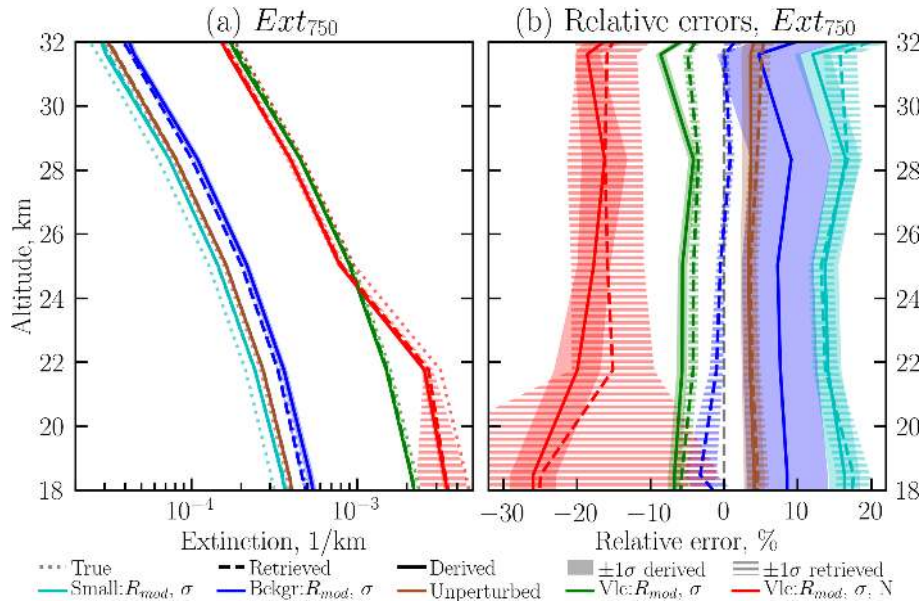 (a) Ext750
(b) Relative errors, Ext750
32 32
30 30
28 28
26 26
24 24
22 22
20 20
18 18
Altitude, km
10−4 10−3
−30 −20 −10 0 10 20
Extinction, 1/km
Relative error, %
True Retrieved Derived ±1σ derived ±1σ retrieved
Small:Rmod, σ Bckgr:Rmod, σ Unperturbed Vlc:Rmod, σ Vlc:Rmod, σ, N